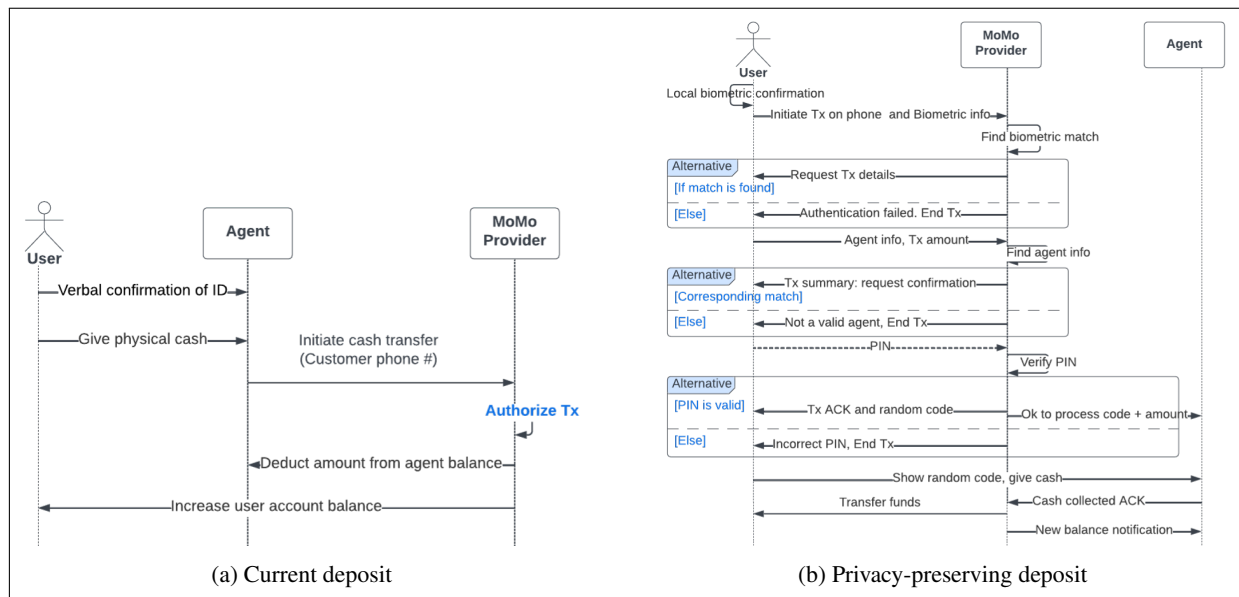 User
Agent
MoMo
Provider
Verbal confirmation of ID
Give physical cash
Initiate cash transfer
(Customer phone #)
Authorize Tx
Deduct amount from agent balance
Increase user account balance
(a) Current deposit
User
MoMo
Provider
Agent
Local biometric confirmation
Initiate Tx on phone and Biometric info
Find biometric match
Alternative
[If match is found]
Request Tx details
[Else]
Authentication failed. End Tx
Agent info, Tx amount
Find agent info
Alternative
[Corresponding match]
Tx summary: request confirmation
[Else]
Not a valid agent, End Tx
PIN
Verify PIN
Alternative
[PIN is valid]
Tx ACK and random code
Ok to process code + amount
[Else]
Incorrect PIN, End Tx
Show random code, give cash
Cash collected ACK
Transfer funds
New balance notification
(b) Privacy-preserving deposit